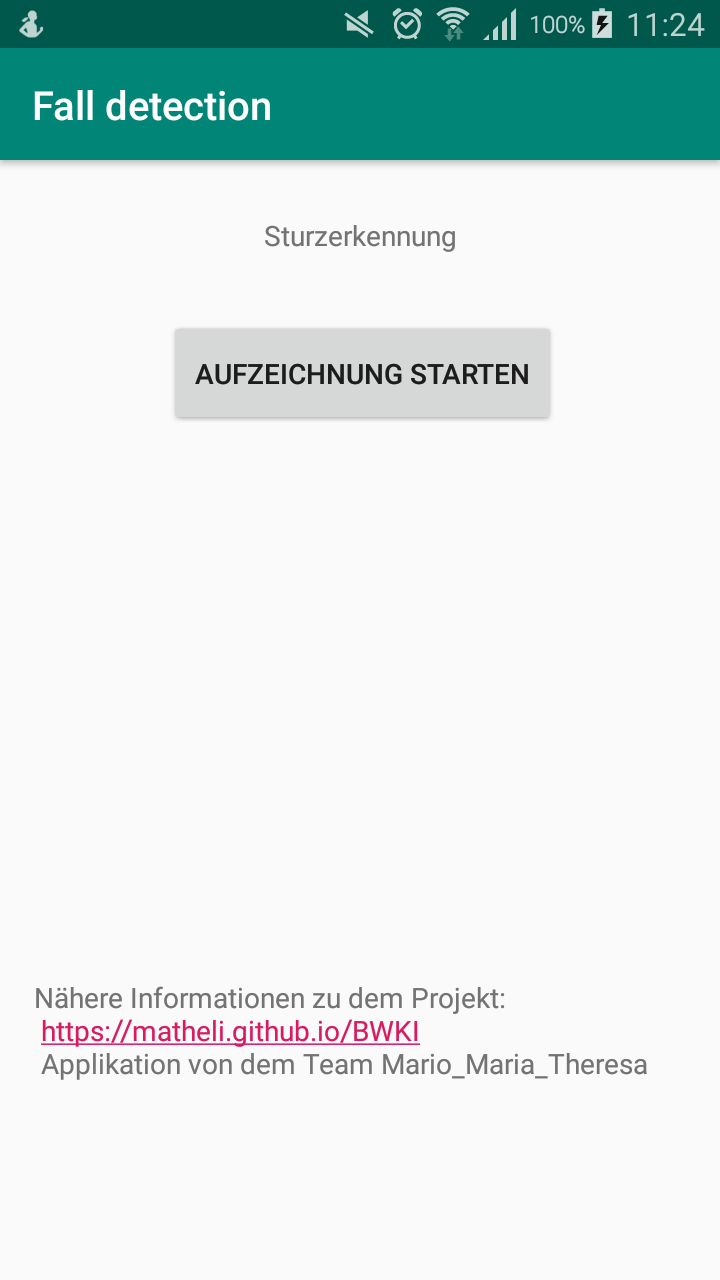 100% 11:24
Fall detection
Sturzerkennung
AUFZEICHNUNG STARTEN
Nähere Informationen zu dem Projekt:
https://matheli.github.io/BWKI
Applikation von dem Team Mario_Maria_Theresa